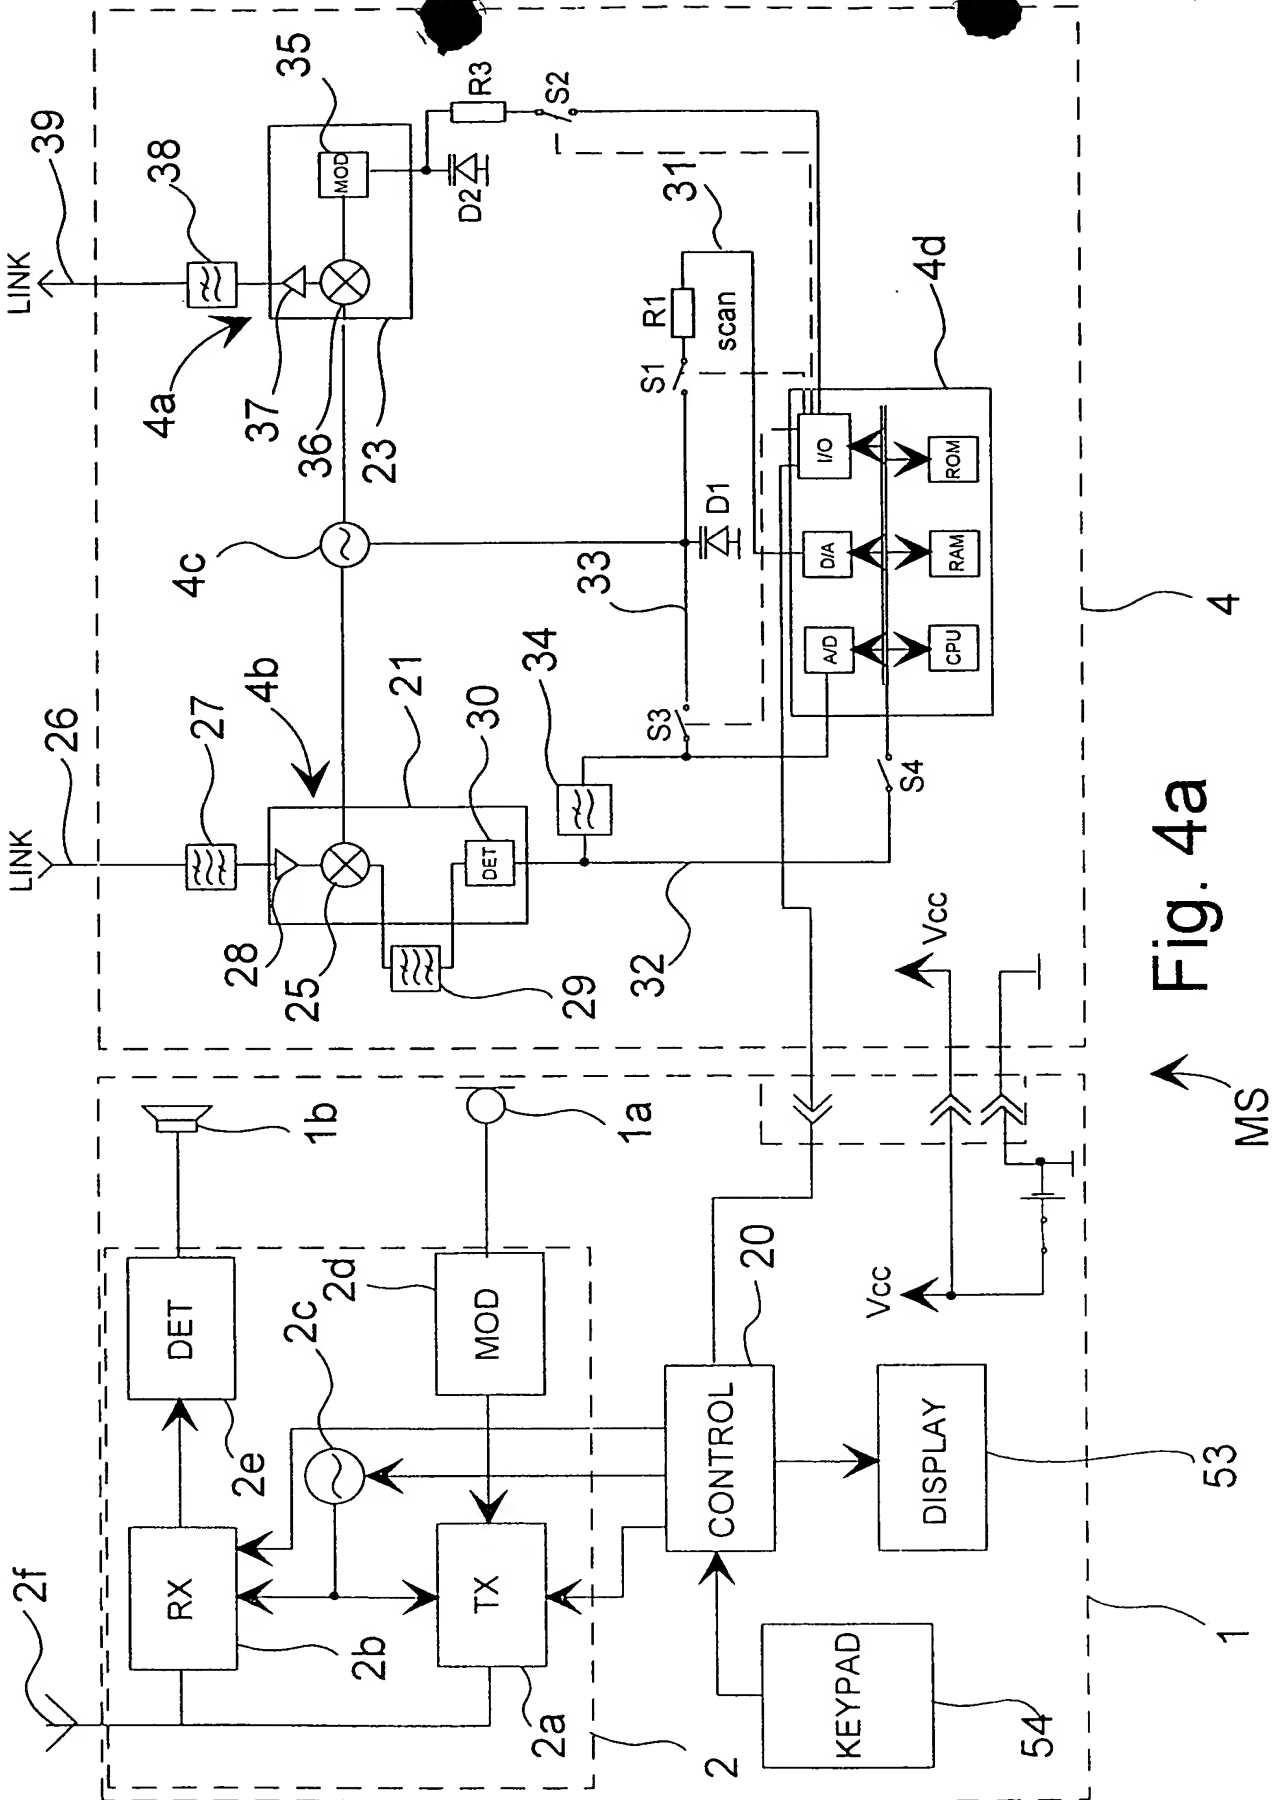 2f
RX
2b
2e
DET
1b
2c
2d
MOD
1a
TX
2a
2
KEYPAD
54
CONTROL
20
DISPLAY
53
1
Vcc
Vcc
MS
Fig. 4a
LINK
26
27
28
25
29
4b
21
30
DET
34
32
33
S3
S4
4c
LINK
39
38
4a
37
36
23
35
MOD
R3
S2
D2
31
R1
scan
S1
D1
4d
I/O
D/A
A/D
ROM
RAM
CPU
4